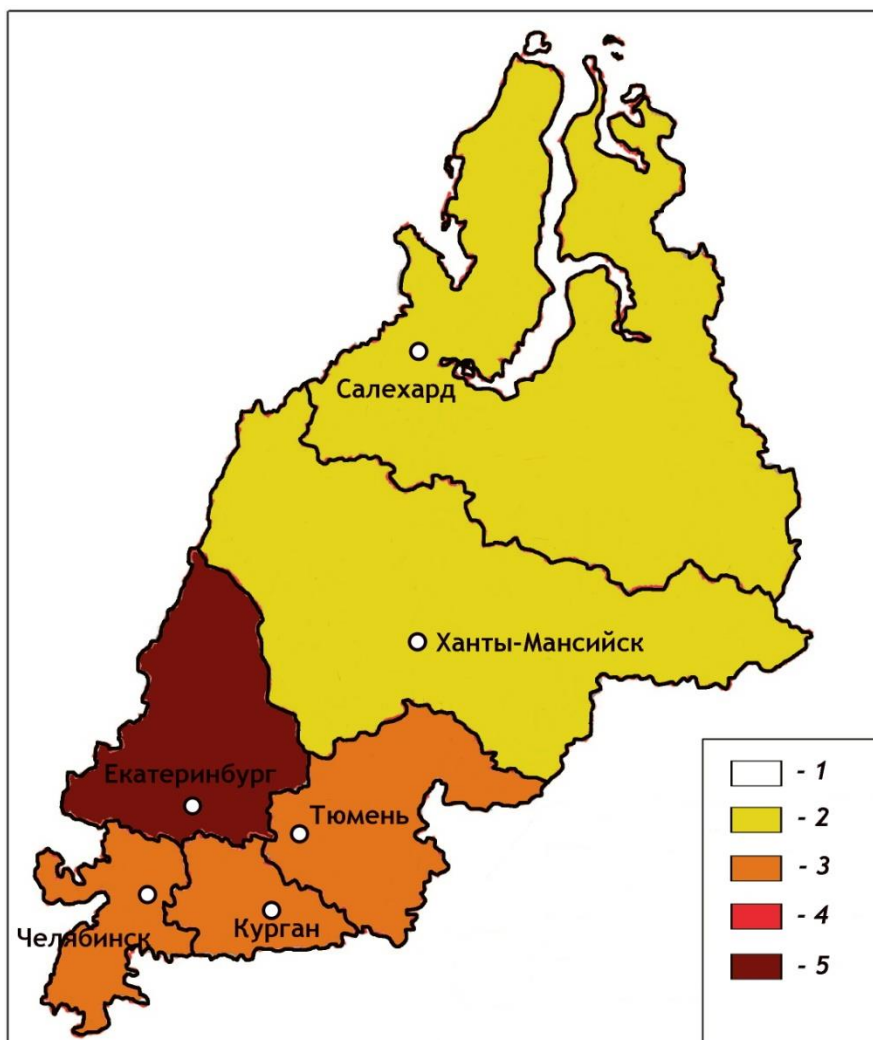 Салехард
Ханты-Мансийск
Екатеринбург
Тюмень
Челябинск
Курган
- 1
- 2
- 3
- 4
- 5